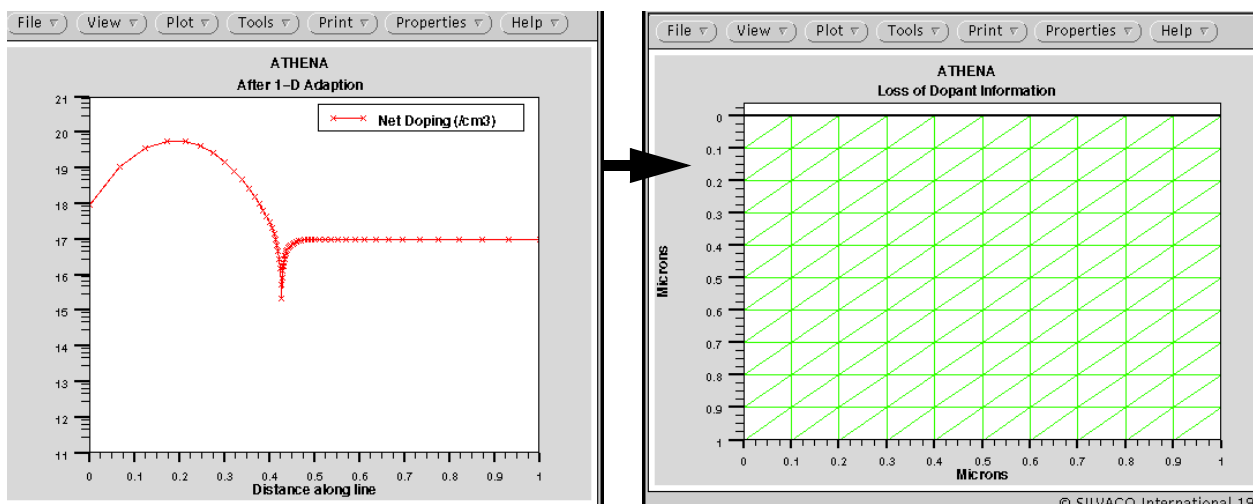 File View Plot Tools Print Properties Help
ATHENA
After 1-D Adaption
Net Doping (/cm3)
21
20
19
18
17
16
15
14
13
12
11
0 0.1 0.2 0.3 0.4 0.5 0.6 0.7 0.8 0.9 1
Distance along line
File View Plot Tools Print Properties Help
ATHENA
Loss of Dopant Information
Microns
0
0.1
0.2
0.3
0.4
0.5
0.6
0.7
0.8
0.9
1
0 0.1 0.2 0.3 0.4 0.5 0.6 0.7 0.8 0.9 1
Microns
© SILVACO International 19